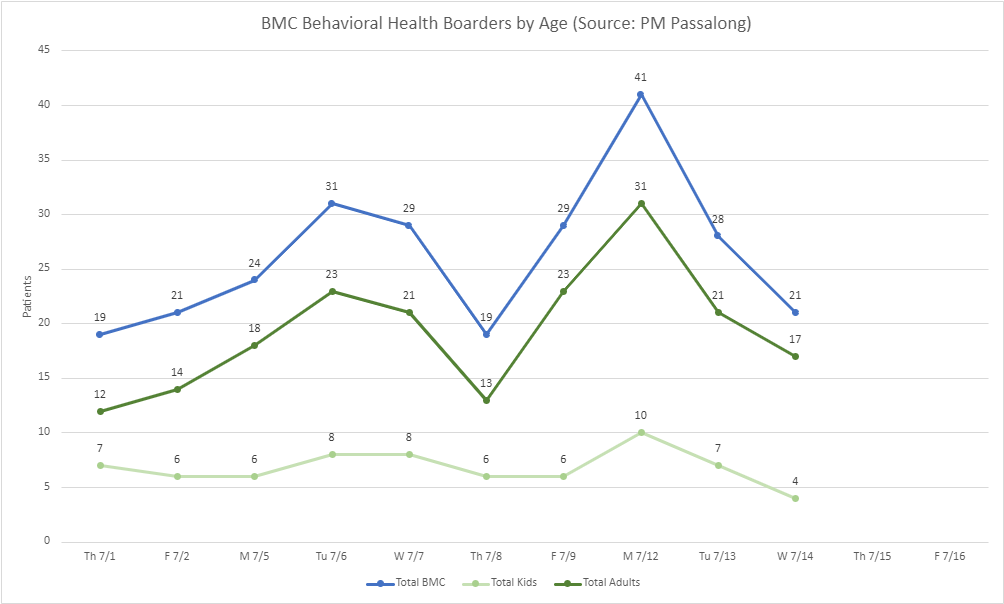 BMC Behavioral Health Boarders by Age (Source: PM Passalong)
45
40
35
30
25
20
15
10
5
0
Patients
19 21 24 31 29 19 29 41 28 21
12 14 18 23 21 13 23 31 21 17
7 6 6 8 8 6 6 10 7 4
Th 7/1 F 7/2 M 7/5 Tu 7/6 W 7/7 Th 7/8 F 7/9 M 7/12 Tu 7/13 W 7/14 Th 7/15 F 7/16
Total BMC Total Kids Total Adults